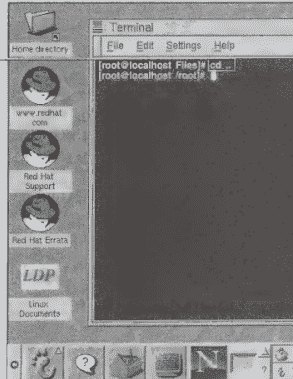 Home directory
www.redhat.com
Red Hat
Support
Red Hat Errata
LDP
Linux
Documents
Terminal
File Edit Settings Help
[root@localhost Files]# cd ..
[root@localhost /root]#
?
N